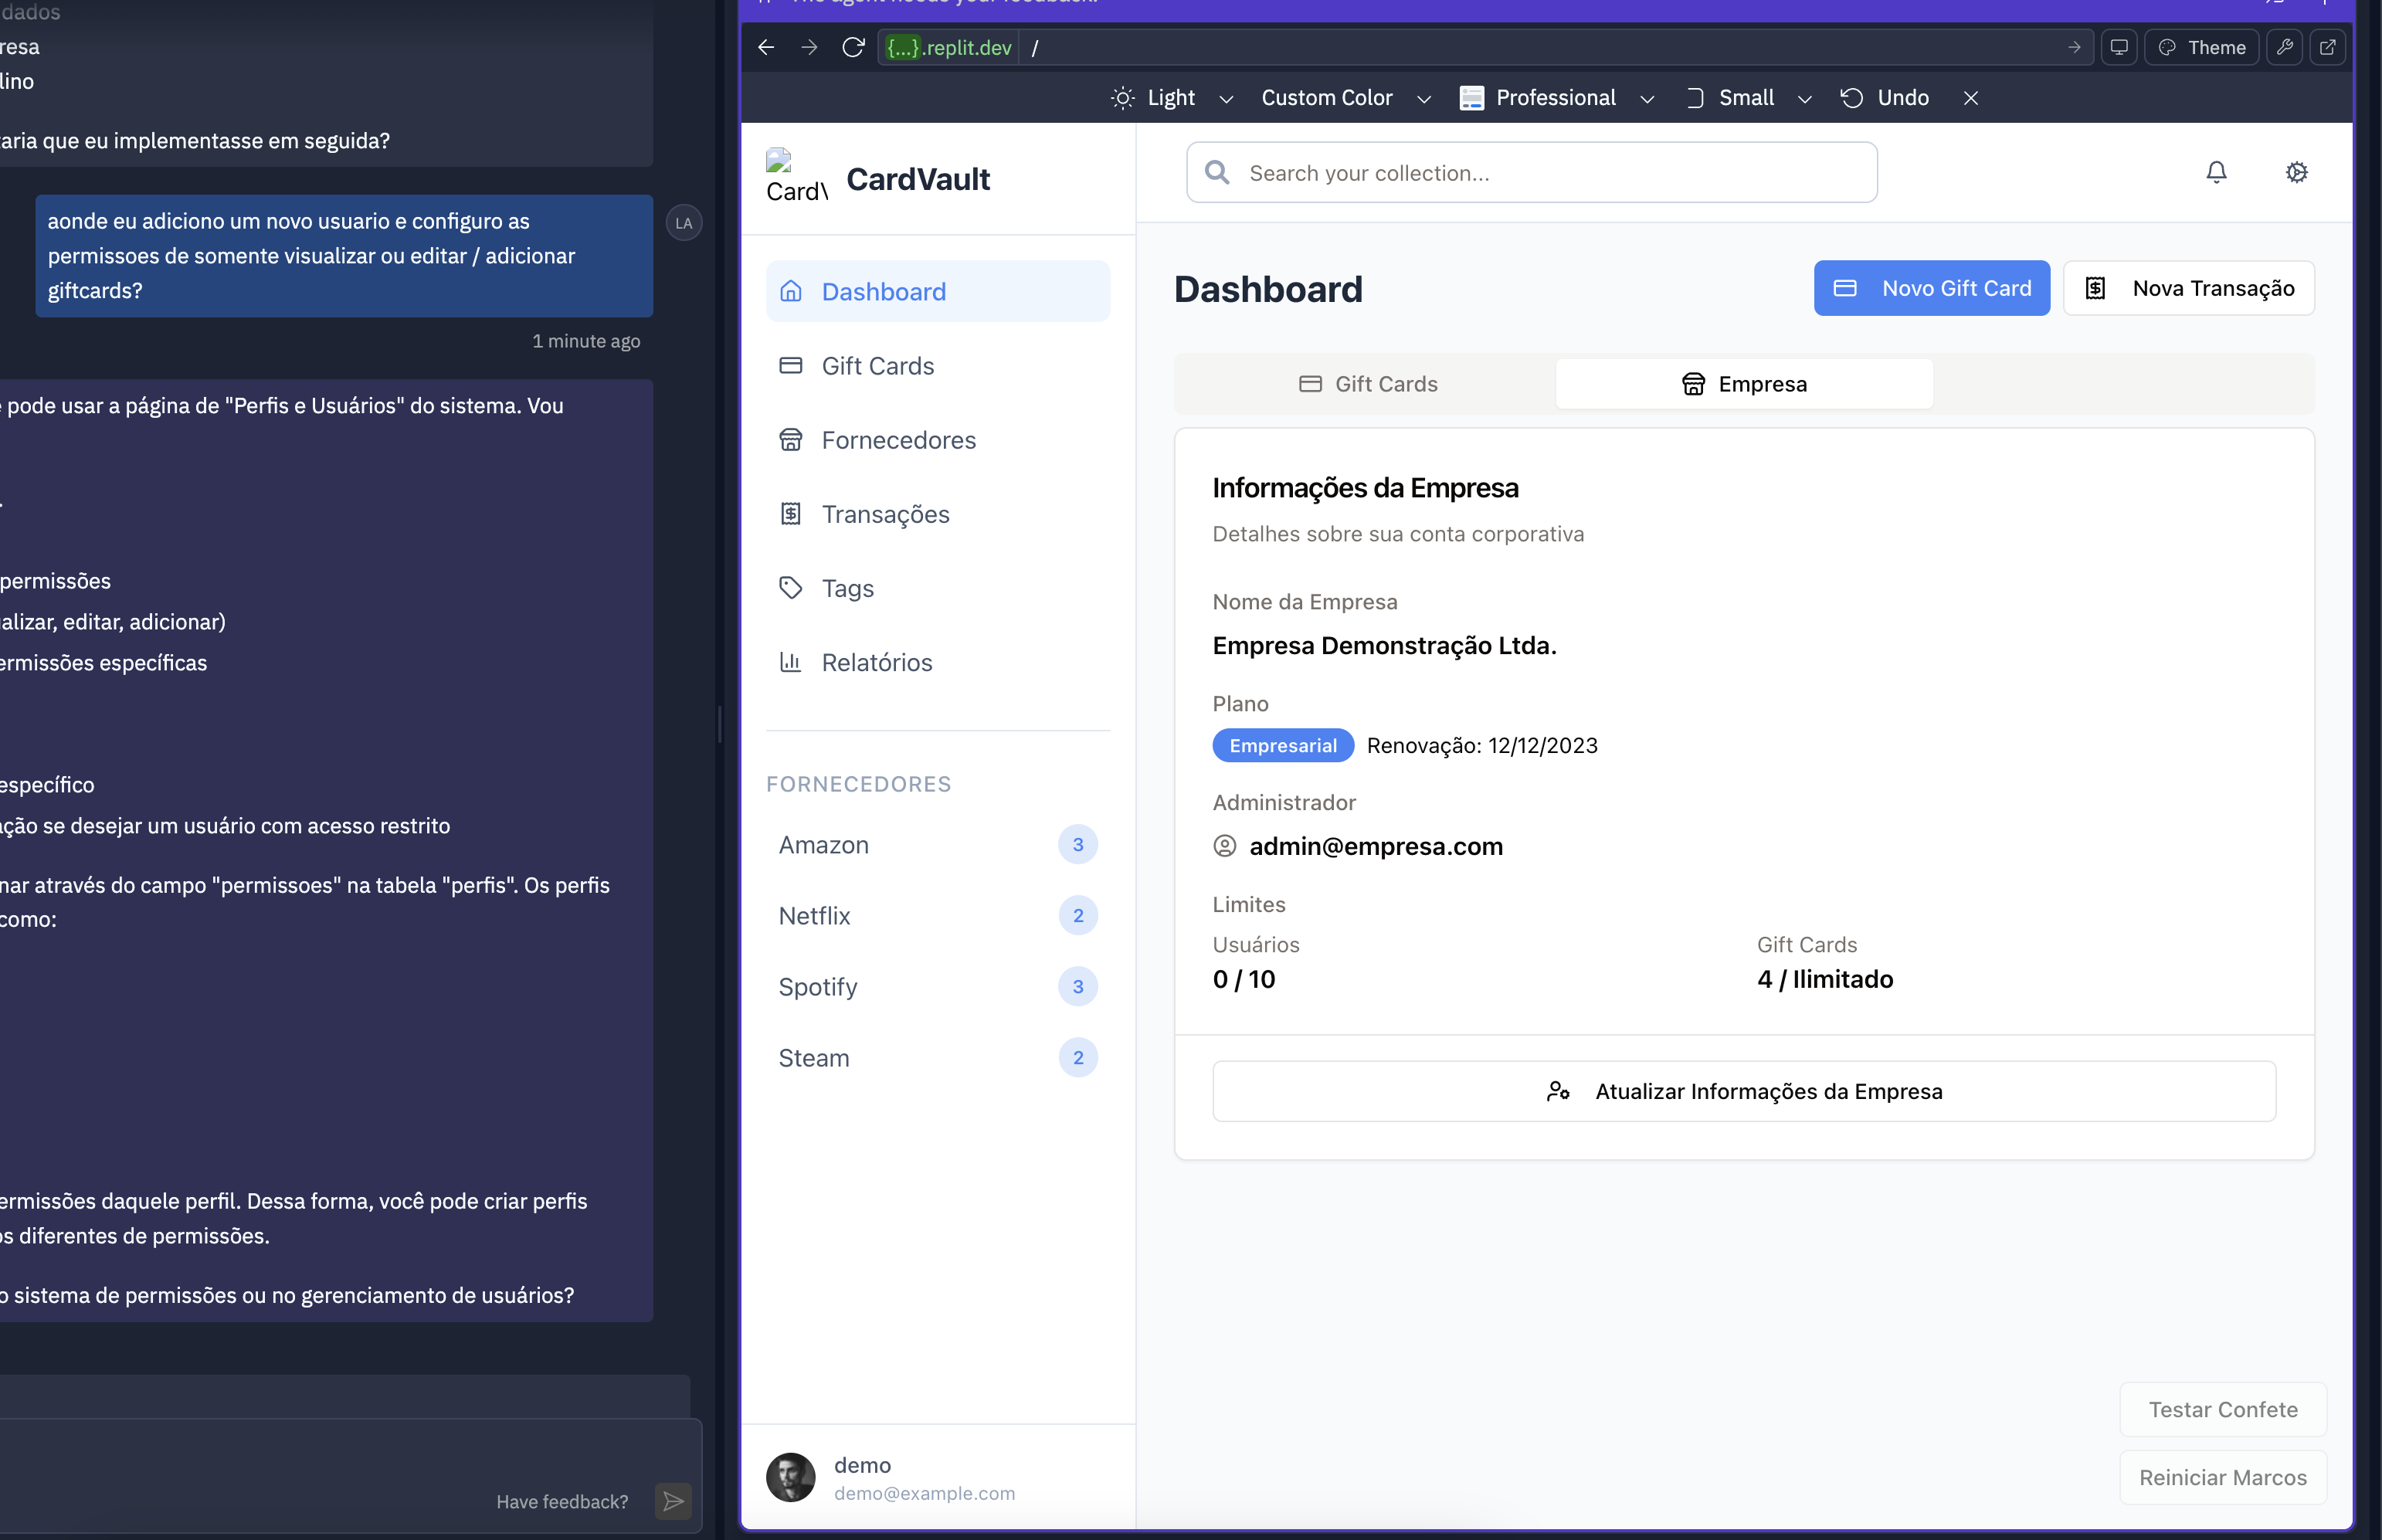 dados
resa
lino
aria que eu implementasse em seguida?
aonde eu adiciono um novo usuario e configuro as
permissoes de somente visualizar ou editar / adicionar
giftcards?
LA
1 minute ago
pode usar a página de "Perfis e Usuários" do sistema. Vou
permissões
alizar, editar, adicionar)
ermissões específicas
específico
ação se desejar um usuário com acesso restrito
nar através do campo "permissoes" na tabela "perfis". Os perfis
como:
ermissões daquele perfil. Dessa forma, você pode criar perfis
os diferentes de permissões.
o sistema de permissões ou no gerenciamento de usuários?
Have feedback?
{...}.replit.dev /
Theme
Light
Custom Color
Professional
Small
Undo
CardV
CardVault
Search your collection...
Dashboard
Gift Cards
Fornecedores
Transações
Tags
Relatórios
FORNECEDORES
Amazon 3
Netflix 2
Spotify 3
Steam 2
demo
demo@example.com
Dashboard
Novo Gift Card
Nova Transação
Gift Cards
Empresa
Informações da Empresa
Detalhes sobre sua conta corporativa
Nome da Empresa
Empresa Demonstração Ltda.
Plano
Empresarial Renovação: 12/12/2023
Administrador
admin@empresa.com
Limites
Usuários
0 / 10
Gift Cards
4 / Ilimitado
Atualizar Informações da Empresa
Testar Confete
Reiniciar Marcos